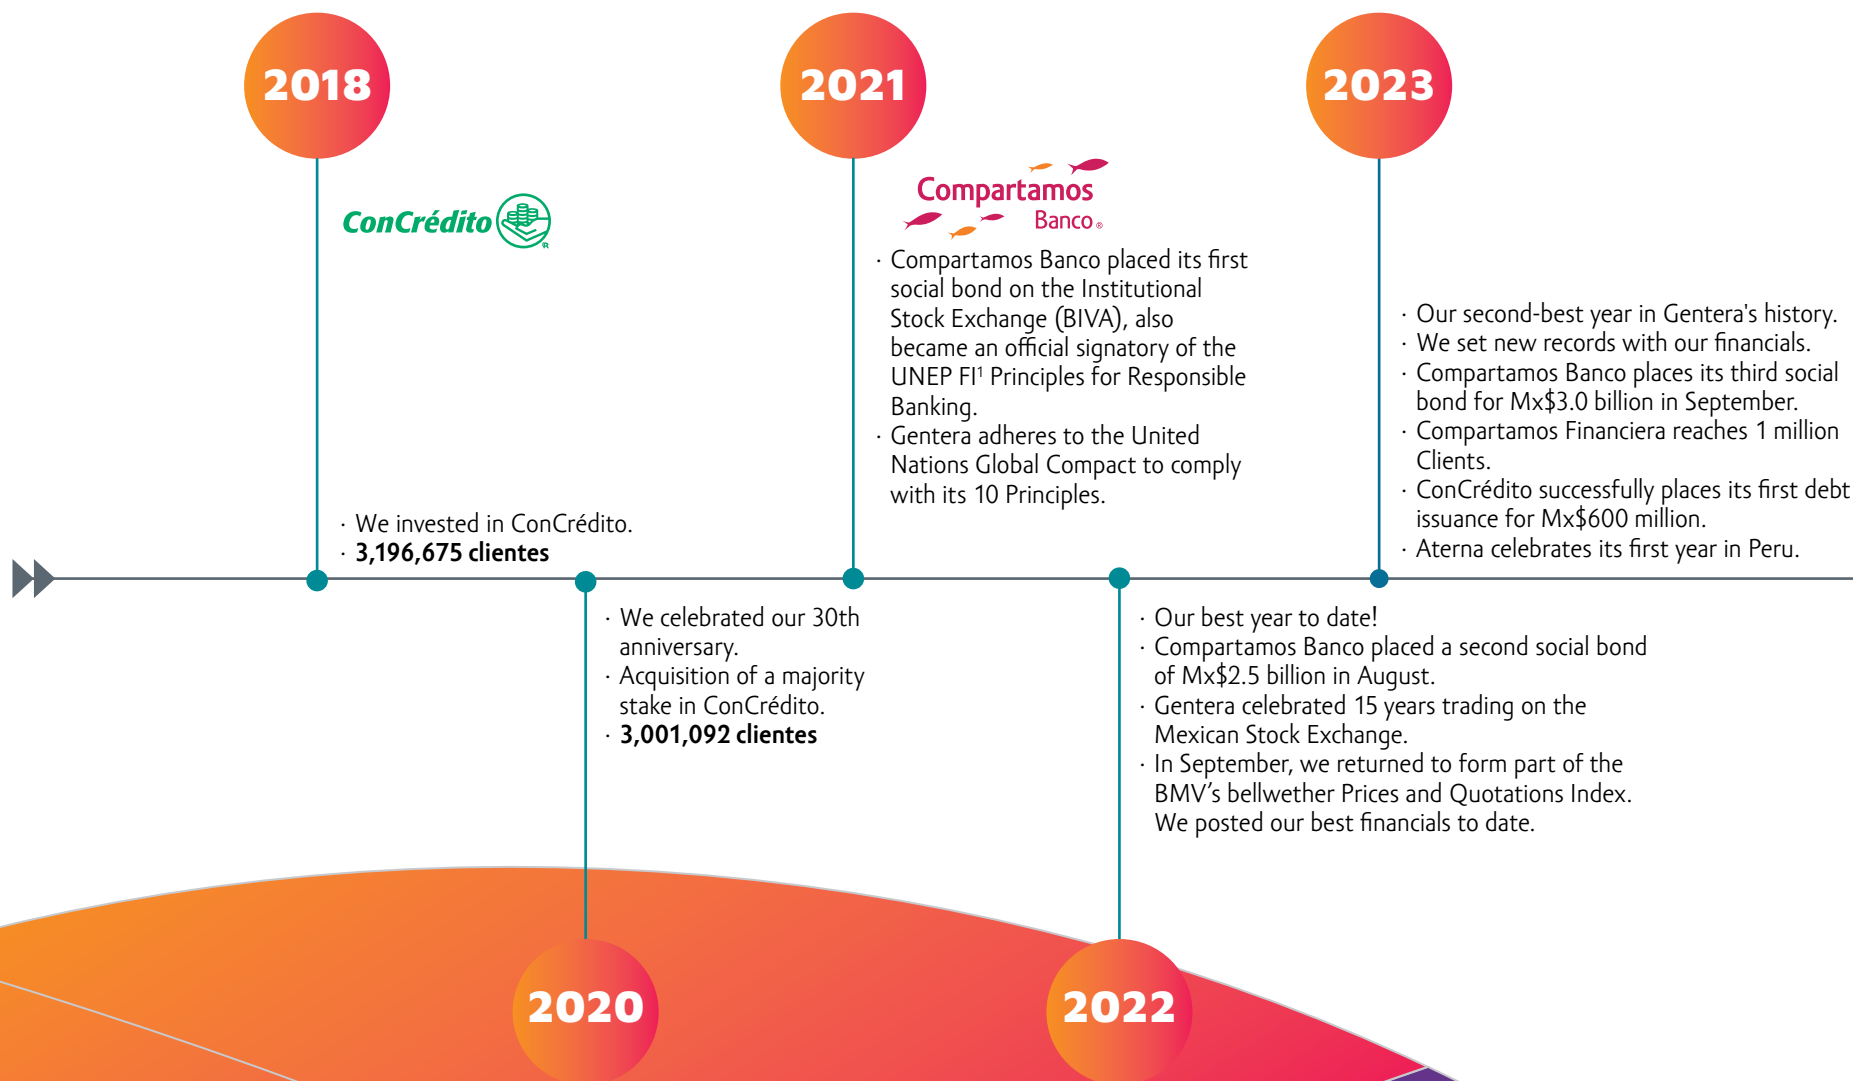 2018
ConCrédito
®
· We invested in ConCrédito.
· 3,196,675 clientes
2020
· We celebrated our 30th
anniversary.
· Acquisition of a majority
stake in ConCrédito.
· 3,001,092 clientes
2021
Compartamos
Banco®
· Compartamos Banco placed its first
social bond on the Institutional
Stock Exchange (BIVA), also
became an official signatory of the
UNEP FI¹ Principles for Responsible
Banking.
· Gentera adheres to the United
Nations Global Compact to comply
with its 10 Principles.
2022
· Our best year to date!
· Compartamos Banco placed a second social bond
of Mx$2.5 billion in August.
· Gentera celebrated 15 years trading on the
Mexican Stock Exchange.
· In September, we returned to form part of the
BMV’s bellwether Prices and Quotations Index.
We posted our best financials to date.
2023
· Our second-best year in Gentera's history.
· We set new records with our financials.
· Compartamos Banco places its third social
bond for Mx$3.0 billion in September.
· Compartamos Financiera reaches 1 million
Clients.
· ConCrédito successfully places its first debt
issuance for Mx$600 million.
· Aterna celebrates its first year in Peru.